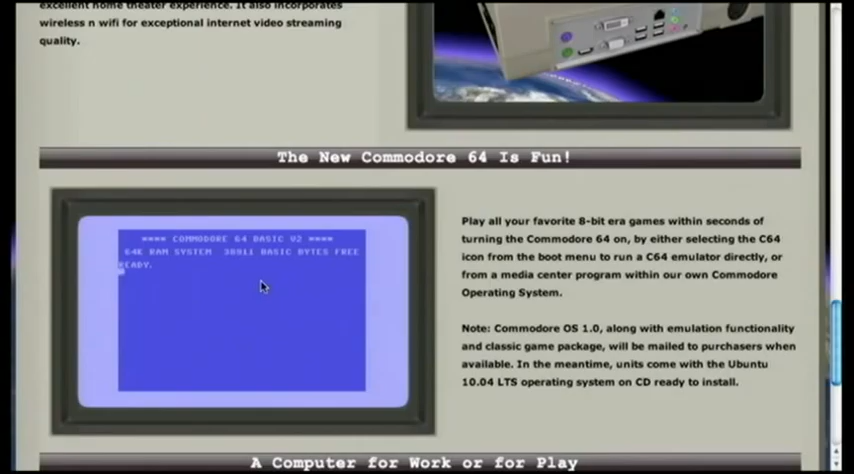 excellent home theater experience. It also incorporates
wireless n wifi for exceptional internet video streaming
quality.
The New Commodore 64 Is Fun!
**** COMMODORE 64 BASIC V2 ****
64K RAM SYSTEM  38911 BASIC BYTES FREE
READY.
Play all your favorite 8-bit era games within seconds of
turning the Commodore 64 on, by either selecting the C64
icon from the boot menu to run a C64 emulator directly, or
from a media center program within our own Commodore
Operating System.
Note: Commodore OS 1.0, along with emulation functionality
and classic game package, will be mailed to purchasers when
available. In the meantime, units come with the Ubuntu
10.04 LTS operating system on CD ready to install.
A Computer for Work or for Play